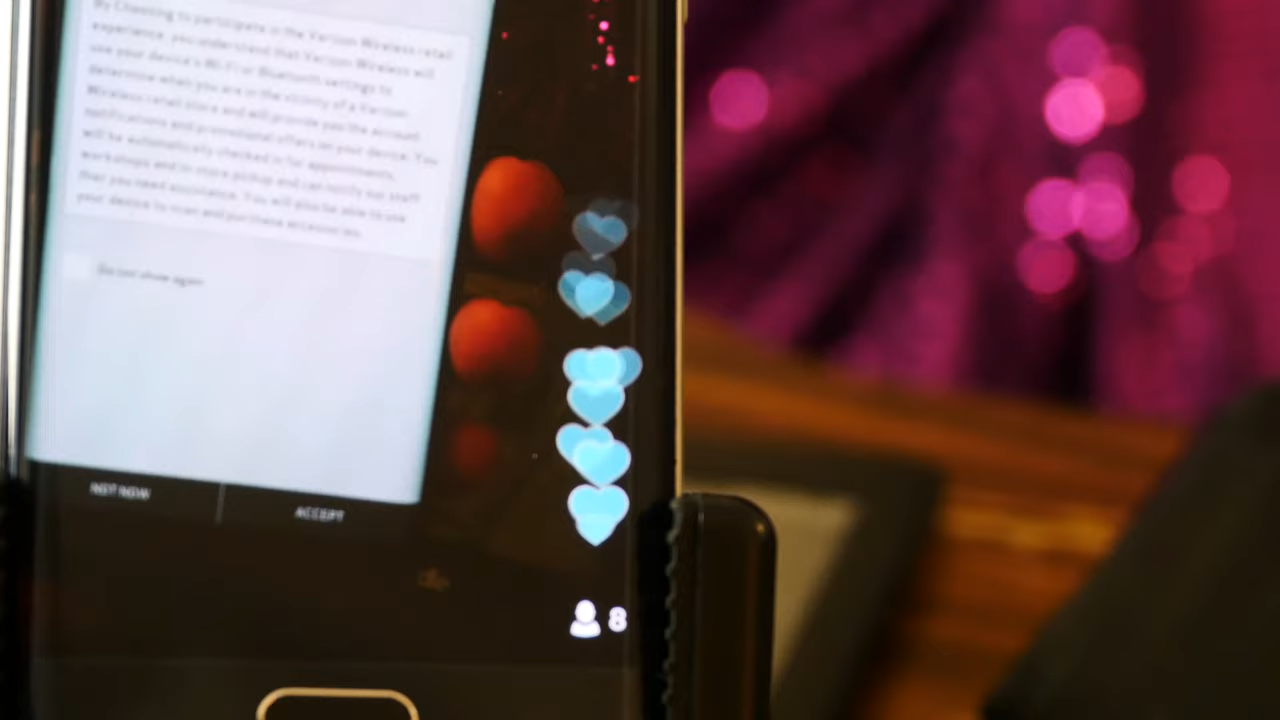 By Choosing to participate in the Verizon Wireless retail
experience, you understand that Verizon Wireless will
use your device's Wi-Fi or Bluetooth settings to
determine when you are in the vicinity of a Verizon
Wireless retail store and will provide you the account
notifications and promotional offers on your device. You
will be automatically checked in for appointments,
workshops and in-store pickup and can notify our staff
that you need assistance. You will also be able to use
your device to scan and purchase accessories.
Do not show again
NOT NOW
ACCEPT
8